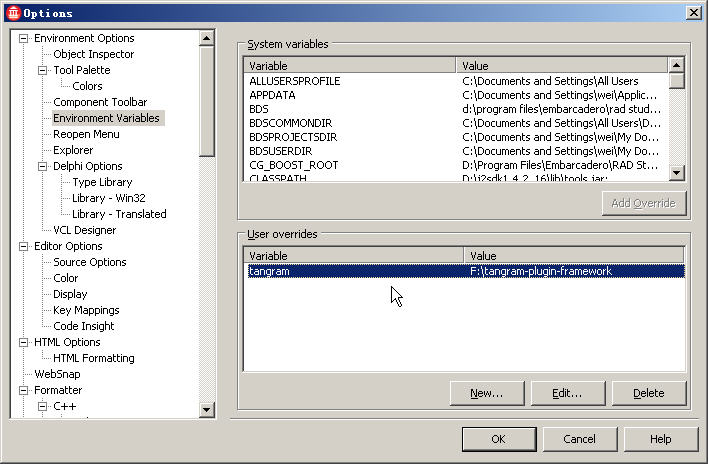 Options
Environment Options
Object Inspector
Tool Palette
Colors
Component Toolbar
Environment Variables
Reopen Menu
Explorer
Delphi Options
Type Library
Library - Win32
Library - Translated
VCL Designer
Editor Options
Source Options
Color
Display
Key Mappings
Code Insight
HTML Options
HTML Formatting
WebSnap
Formatter
C++
System variables
Variable Value
ALLUSERSPROFILE C:\Documents and Settings\All Users
APPDATA C:\Documents and Settings\wei\Applic...
BDS d:\program files\embarcadero\rad stud...
BDSCOMMONDIR C:\Documents and Settings\All Users\D...
BDSPROJECTSDIR C:\Documents and Settings\wei\My Do...
BDSUSERDIR C:\Documents and Settings\wei\My Do...
CG_BOOST_ROOT D:\Program Files\Embarcadero\RAD St...
CLASSPATH D:\j2sdk1.4.2_16\lib\tools.jar;
Add Override
User overrides
Variable Value
tangram F:\tangram-plugin-framework
New... Edit... Delete
OK Cancel Help